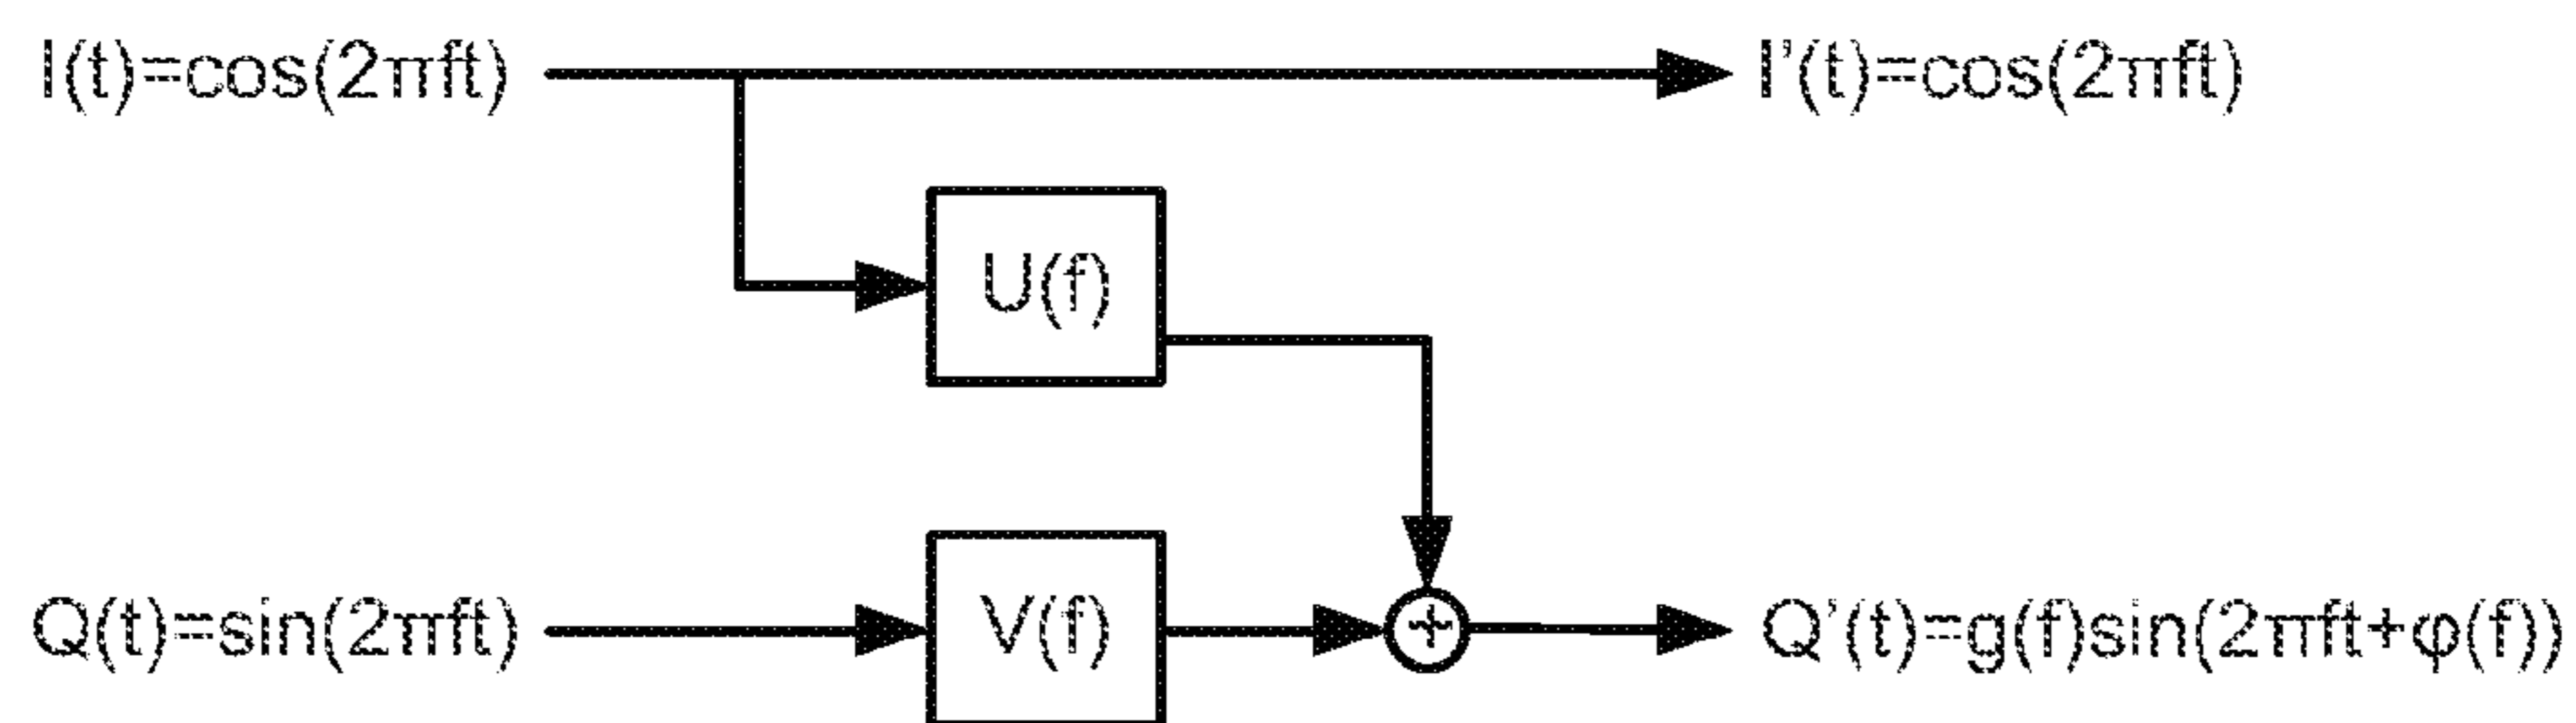 I(t)=cos(2πft)
I’(t)=cos(2πft)
U(f)
Q(t)=sin(2πft)
V(f)
+
Q’(t)=g(f)sin(2πft+φ(f))